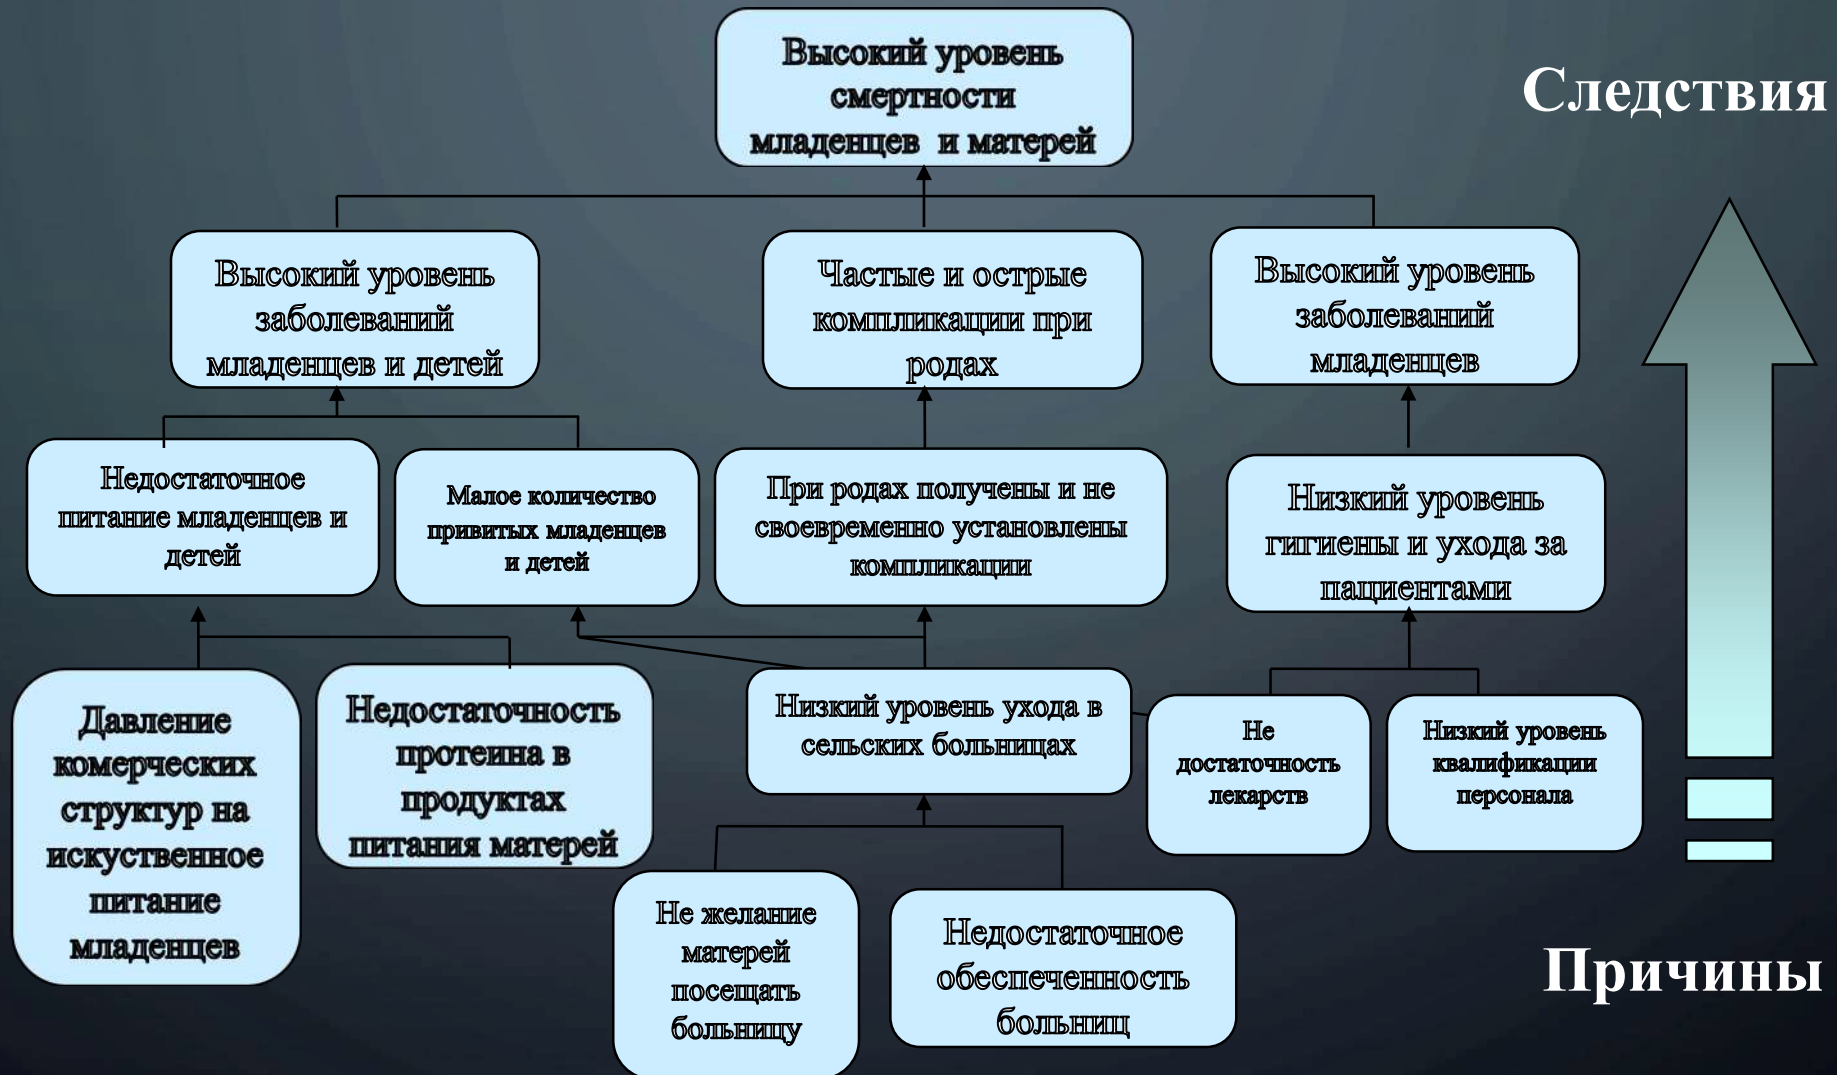 Высокий уровень
смертности
младенцев и матерей
Следствия
Высокий уровень
заболеваний
младенцев и детей
Частые и острые
компликации при
родах
Высокий уровень
заболеваний
младенцев
Недостаточное
питание младенцев и
детей
Малое количество
привитых младенцев
и детей
При родах получены и не
своевременно установлены
компликации
Низкий уровень
гигиены и ухода за
пациентами
Давление
комерческих
структур на
искуственное
питание
младенцев
Недостаточность
протеина в
продуктах
питания матерей
Низкий уровень ухода в
сельских больницах
Не
достаточность
лекарств
Низкий уровень
квалификации
персонала
Не желание
матерей
посещать
больницу
Недостаточное
обеспеченность
больниц
Причины